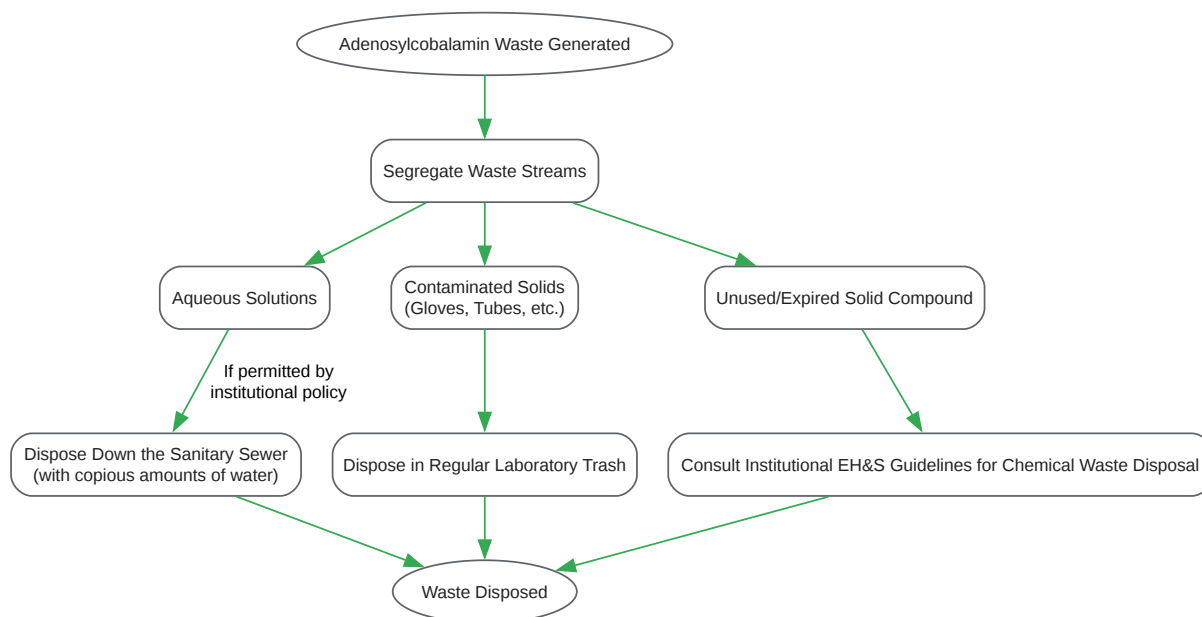 Adenosylcobalamin Waste Generated
Segregate Waste Streams
Aqueous Solutions
Contaminated Solids
(Gloves, Tubes, etc.)
Unused/Expired Solid Compound
If permitted by
institutional policy
Dispose Down the Sanitary Sewer
(with copious amounts of water)
Dispose in Regular Laboratory Trash
Consult Institutional EH&S Guidelines for Chemical Waste Disposal
Waste Disposed